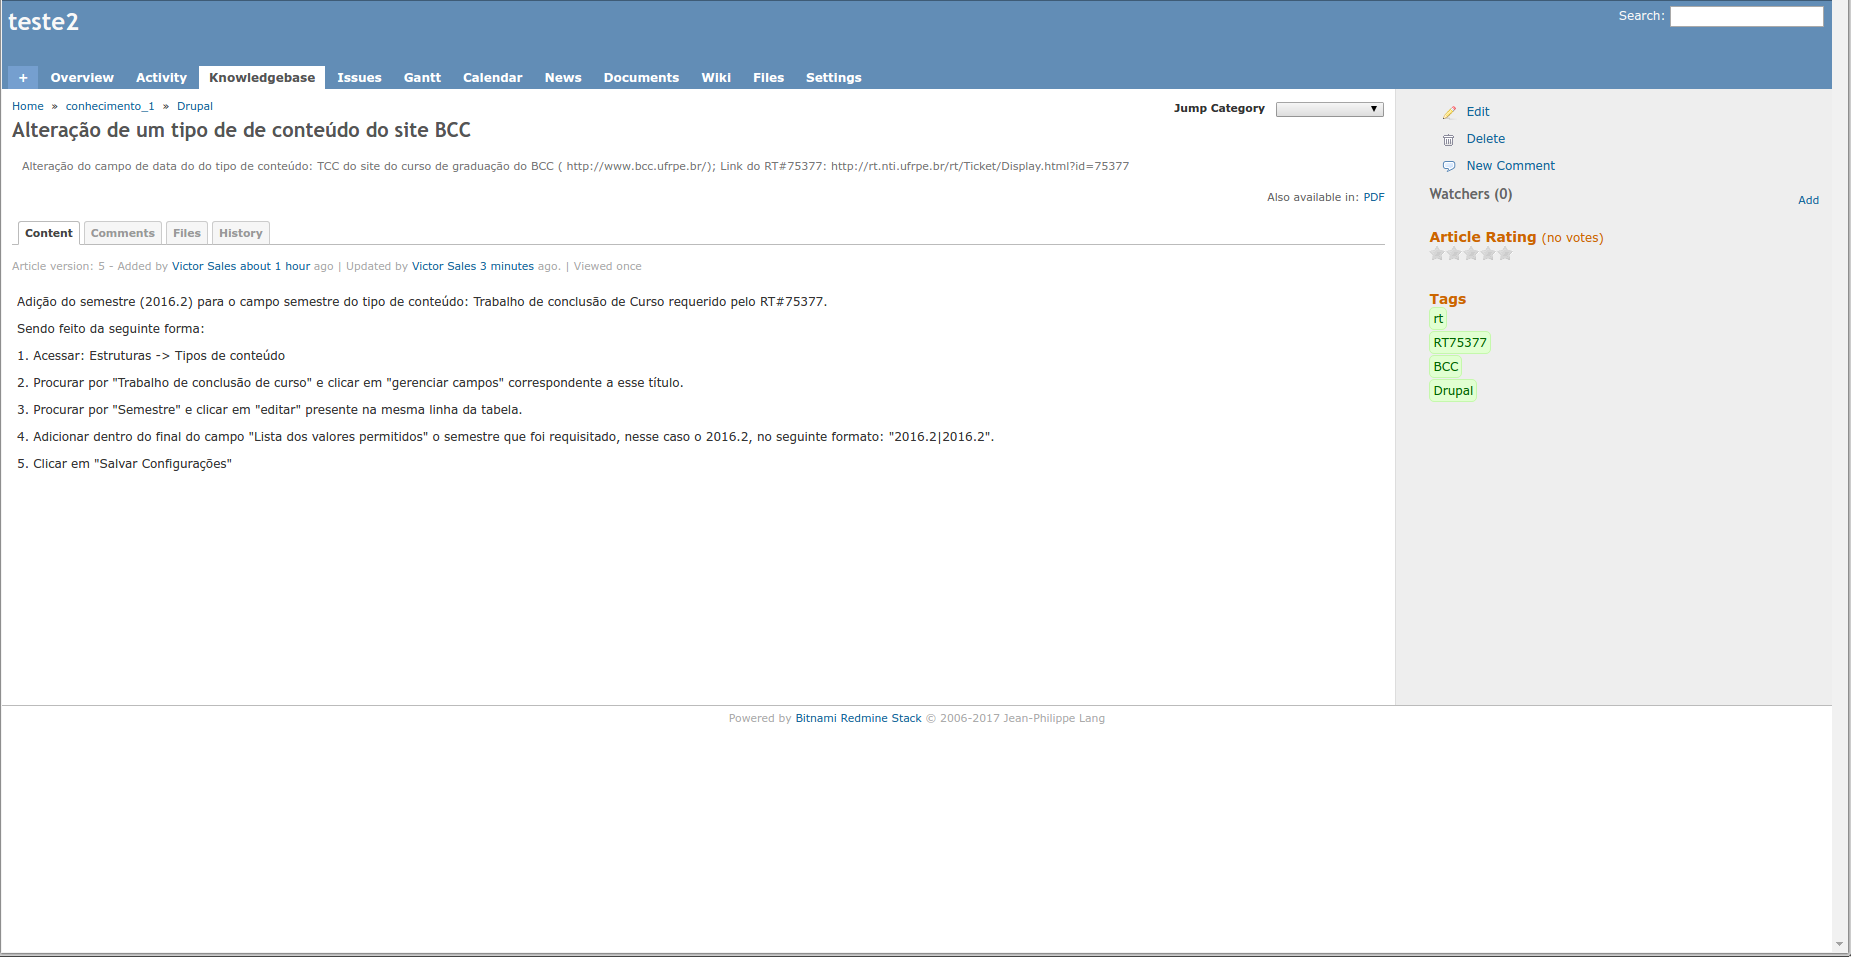 teste2
Search:
+ Overview Activity Knowledgebase Issues Gantt Calendar News Documents Wiki Files Settings
Home » conhecimento_1 » Drupal
Jump Category
Alteração de um tipo de de conteúdo do site BCC
Alteração do campo de data do do tipo de conteúdo: TCC do site do curso de graduação do BCC ( http://www.bcc.ufrpe.br/); Link do RT#75377: http://rt.nti.ufrpe.br/rt/Ticket/Display.html?id=75377
Also available in: PDF
Content Comments Files History
Article version: 5 - Added by Victor Sales about 1 hour ago | Updated by Victor Sales 3 minutes ago. | Viewed once
Adição do semestre (2016.2) para o campo semestre do tipo de conteúdo: Trabalho de conclusão de Curso requerido pelo RT#75377.
Sendo feito da seguinte forma:
1. Acessar: Estruturas -> Tipos de conteúdo
2. Procurar por "Trabalho de conclusão de curso" e clicar em "gerenciar campos" correspondente a esse título.
3. Procurar por "Semestre" e clicar em "editar" presente na mesma linha da tabela.
4. Adicionar dentro do final do campo "Lista dos valores permitidos" o semestre que foi requisitado, nesse caso o 2016.2, no seguinte formato: "2016.2|2016.2".
5. Clicar em "Salvar Configurações"
Edit
Delete
New Comment
Watchers (0)
Add
Article Rating (no votes)
Tags
rt
RT75377
BCC
Drupal
Powered by Bitnami Redmine Stack © 2006-2017 Jean-Philippe Lang